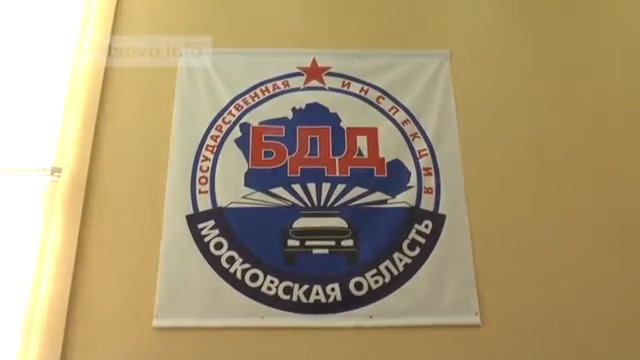 ГОСУДАРСТВЕННАЯ ИНСПЕКЦИЯ
БДД
МОСКОВСКАЯ ОБЛАСТЬ